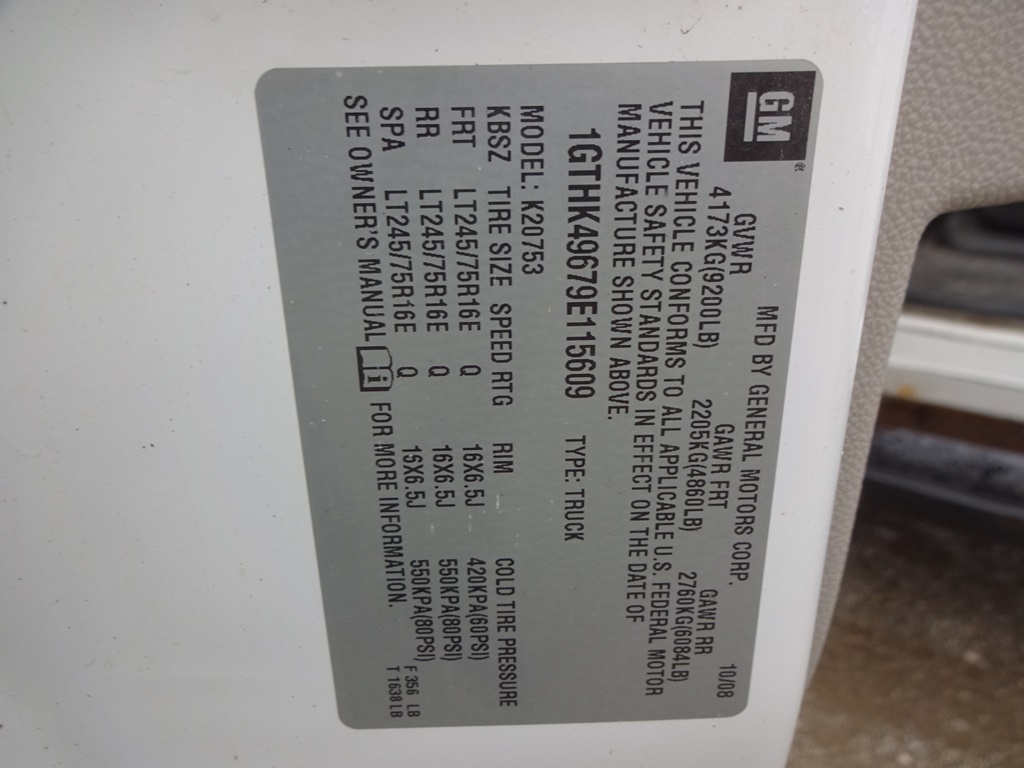 GM ® MFD BY GENERAL MOTORS CORP. 10/08
GVWR GAWR FRT GAWR RR
4173KG(9200LB) 2205KG(4860LB) 2760KG(6084LB)
THIS VEHICLE CONFORMS TO ALL APPLICABLE U.S. FEDERAL MOTOR
VEHICLE SAFETY STANDARDS IN EFFECT ON THE DATE OF
MANUFACTURE SHOWN ABOVE.
1GTHK49679E115609 TYPE: TRUCK
MODEL: K20753
KBSZ TIRE SIZE SPEED RTG RIM COLD TIRE PRESSURE
FRT LT245/75R16E Q 16X6.5J 420KPA(60PSI)
RR LT245/75R16E Q 16X6.5J 550KPA(80PSI)
SPA LT245/75R16E Q 16X6.5J 550KPA(80PSI)
SEE OWNER'S MANUAL i FOR MORE INFORMATION.
F 356 LB
T 1638 LB